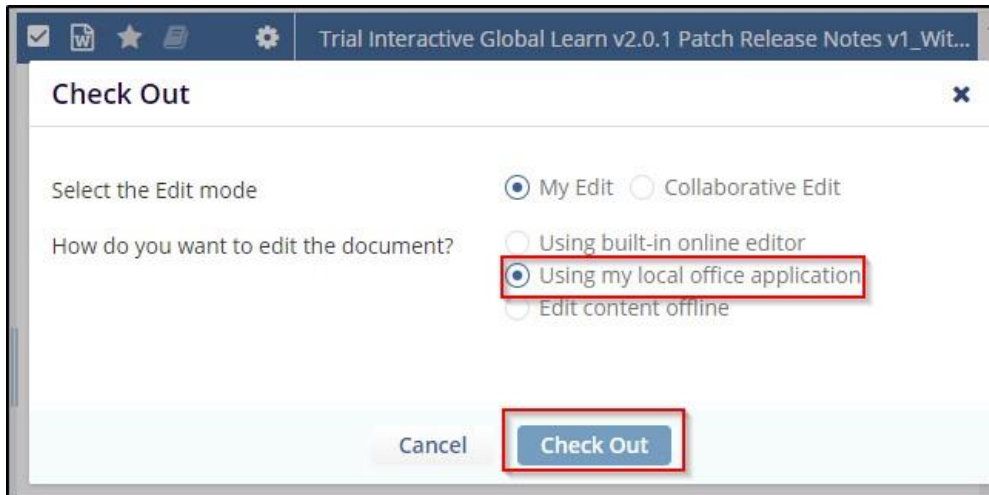 Trial Interactive Global Learn v2.0.1 Patch Release Notes v1_Wit...
Check Out
Select the Edit mode
My Edit
Collaborative Edit
How do you want to edit the document?
Using built-in online editor
Using my local office application
Edit content offline
Cancel
Check Out